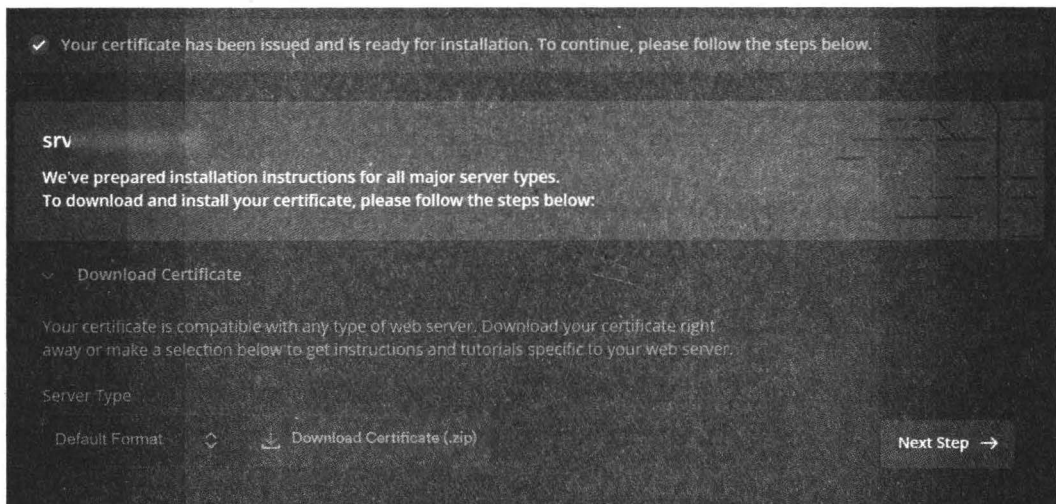 Your certificate has been issued and is ready for installation. To continue, please follow the steps below.
srv
We've prepared installation instructions for all major server types.
To download and install your certificate, please follow the steps below:
Download Certificate
Your certificate is compatible with any type of web server. Download your certificate right
away or make a selection below to get instructions and tutorials specific to your web server.
Server Type
Default Format
Download Certificate (.zip)
Next Step →